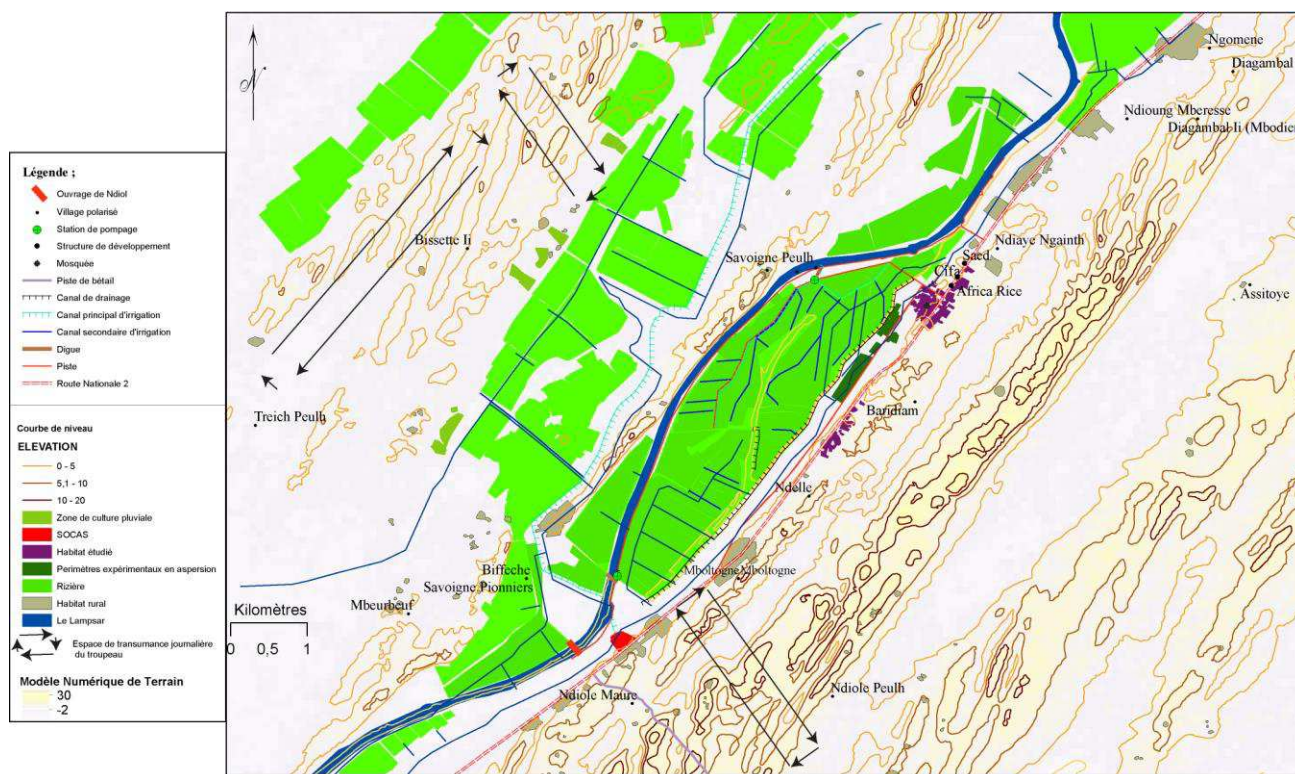 N
Légende ;
Ouvrage de Ndiol
Village polarisé
Station de pompage
Structure de développement
Mosquée
Piste de bétail
Canal de drainage
Canal principal d'irrigation
Canal secondaire d'irrigation
Digue
Piste
Route Nationale 2
Courbe de niveau
ELEVATION
0 - 5
5,1 - 10
10 - 20
Zone de culture pluviale
SOCAS
Habitat étudié
Perimètres expérimentaux en aspersion
Rizière
Habitat rural
Le Lampsar
Espace de transumance journalière
du troupeau
Modèle Numérique de Terrain
30
-2
Ngomene
Diagambal
Ndioung Mberesse
Diagambal Ii (Mbodien
Bissette Ii
Savoigne Peulh
Ndiaye Ngainth
Saed
Cifa
Africa Rice
Assitoye
Treich Peulh
Baridiam
Ndelle
Biffeche
Savoigne Pionniers
Mboltogne Mboltogne
Mbeurbeuf
Kilomètres
0 0,5 1
Ndiole Maure
Ndiole Peulh